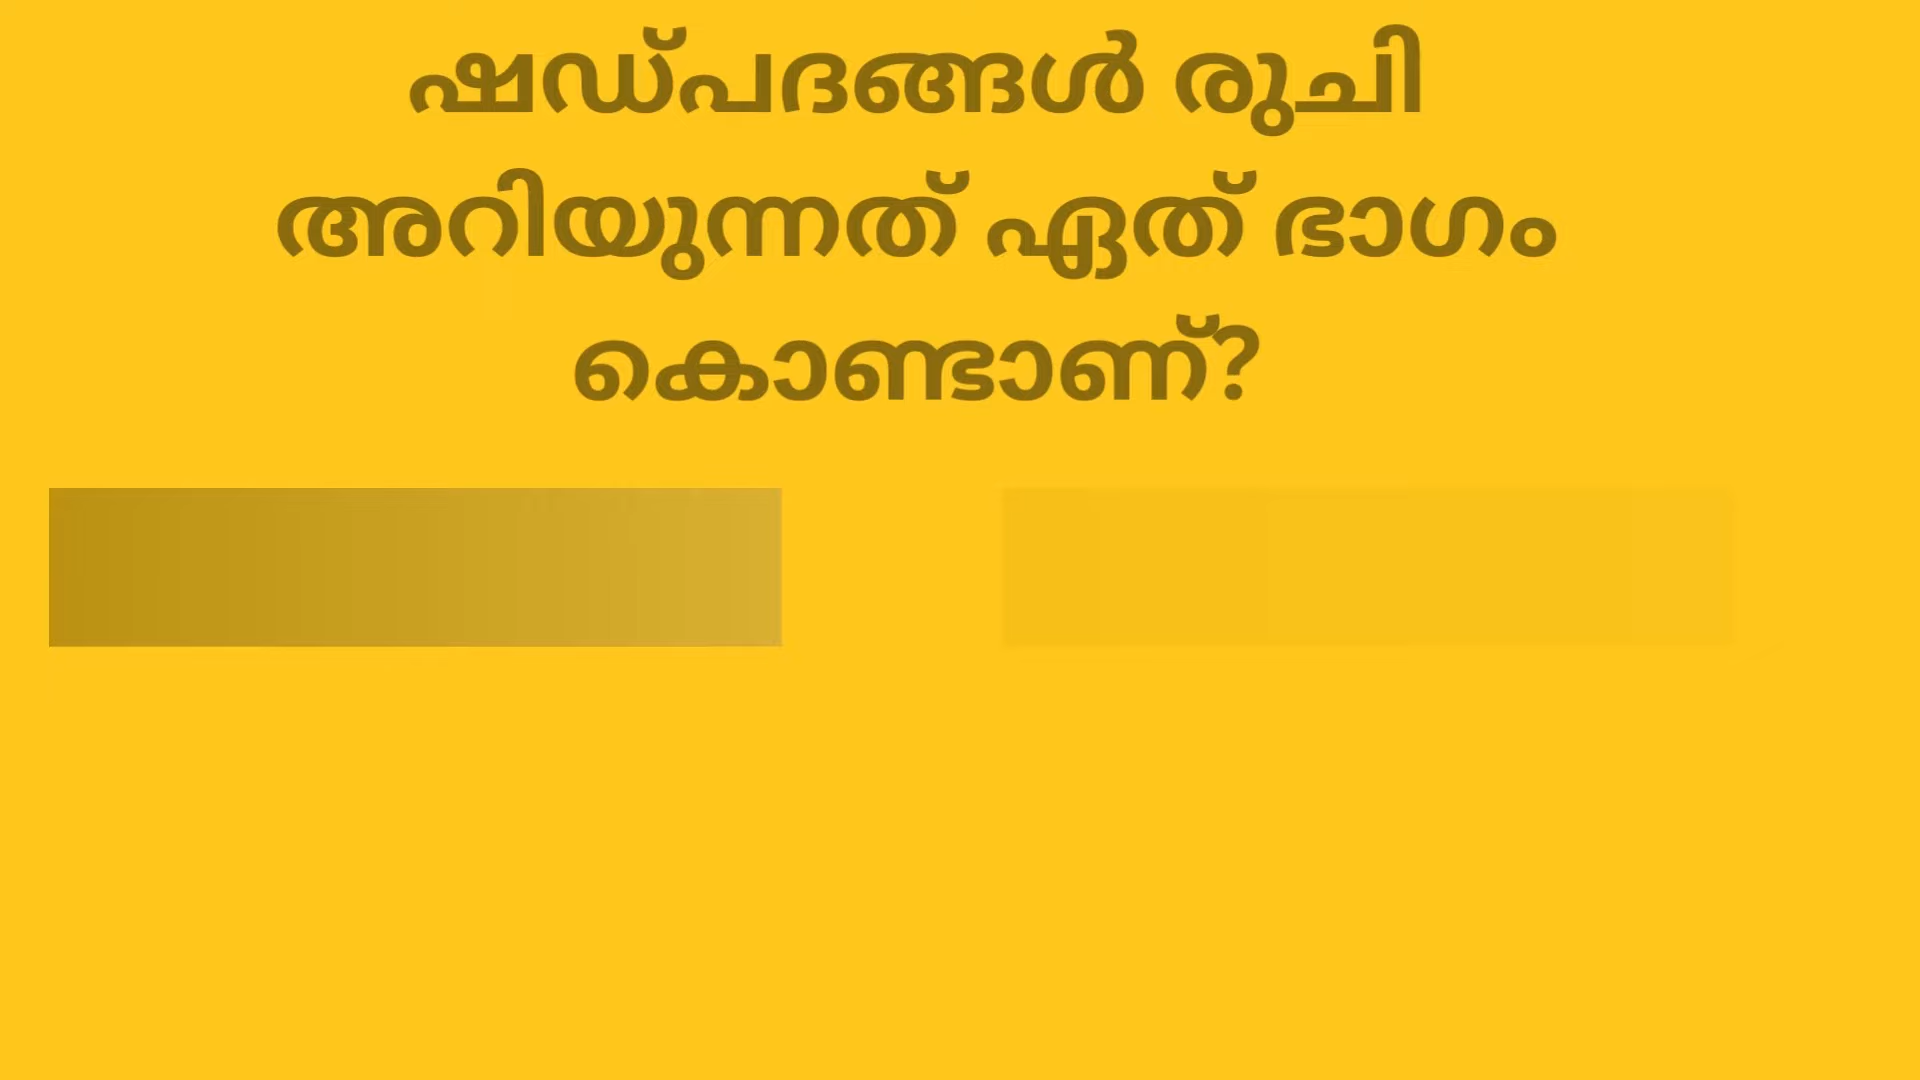 ഷഡ്പദങ്ങൾ രുചി
അറിയുന്നത് ഏത് ഭാഗം
കൊണ്ടാണ്?